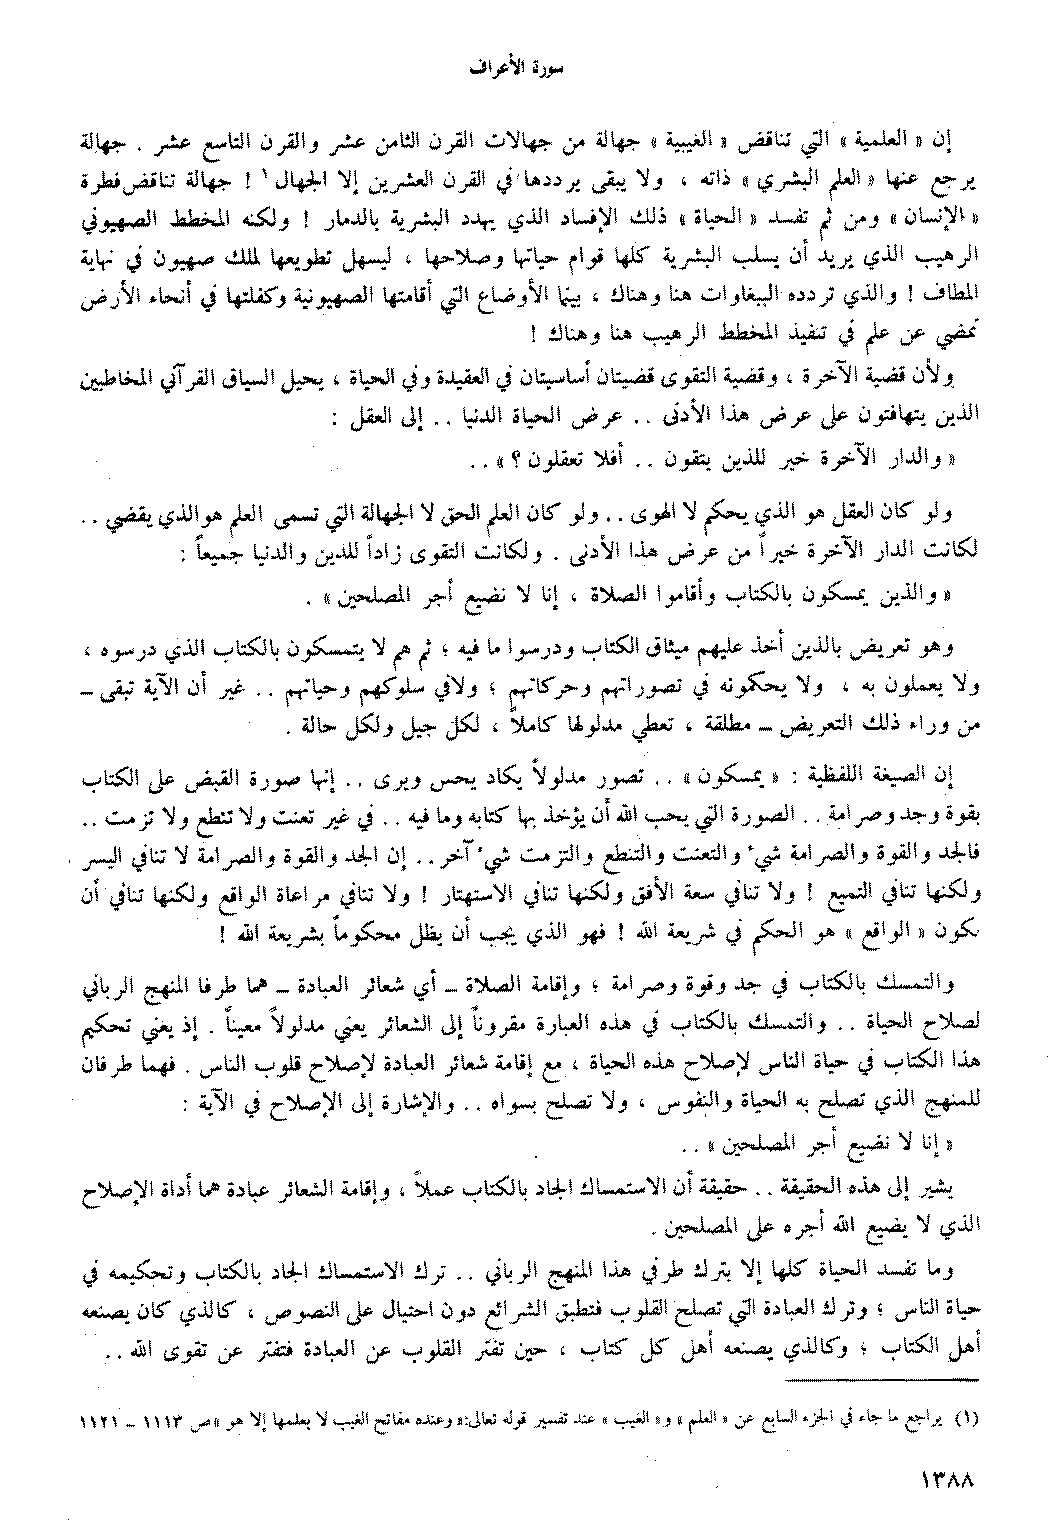 سورة الأعراف
إن « العلمية » التي تناقض « الغيبية » جهالة من جهالات القرن الثامن عشر والقرن التاسع عشر . جهالة
يرجع عنها « العلم البشري » ذاته ، ولا يبقى يرددها في القرن العشرين إلا الجهال ١ ! جهالة تناقض فطرة
« الإنسان » ومن ثم تفسد « الحياة » ذلك الإفساد الذي يهدد البشرية بالدمار ! ولكنه المخطط الصهيوني
الرهيب الذي يريد أن يسلب البشرية كلها قوام حياتها وصلاحها ، ليسهل تطويعها لملك صهيون في نهاية
المطاف ! والذي تردده الببغاوات هنا وهناك ، بينما الأوضاع التي أقامتها الصهيونية وكفلتها في أنحاء الأرض
تمضي عن علم في تنفيذ المخطط الرهيب هنا وهناك !
ولأن قضية الآخرة ، وقضية التقوى قضيتان أساسيتان في العقيدة وفي الحياة ، يحيل السياق القرآني المخاطبين
الذين يتهافتون على عرض هذا الأدنى .. عرض الحياة الدنيا .. إلى العقل :
« والدار الآخرة خير للذين يتقون .. أفلا تعقلون ؟ » ..
ولو كان العقل هو الذي يحكم لا الهوى .. ولو كان العلم الحق لا الجهالة التي تسمى العلم هو الذي يقضي ..
لكانت الدار الآخرة خيراً من عرض هذا الأدنى . ولكانت التقوى زاداً للدين والدنيا جميعاً :
« والذين يمسكون بالكتاب وأقاموا الصلاة ، إنا لا نضيع أجر المصلحين » .
وهو تعريض بالذين أخذ عليهم ميثاق الكتاب ودرسوا ما فيه ؛ ثم هم لا يتمسكون بالكتاب الذي درسوه ،
ولا يعملون به ، ولا يحكمونه في تصوراتهم وحركاتهم ؛ ولا في سلوكهم وحياتهم .. غير أن الآية تبقى –
من وراء ذلك التعريض – مطلقة ، تعطي مدلولها كاملاً ، لكل جيل ولكل حالة .
إن الصيغة اللفظية : « يمسكون » .. تصور مدلولاً يكاد يحس ويرى .. إنها صورة القبض على الكتاب
بقوة وجد وصرامة .. الصورة التي يحب الله أن يؤخذ بها كتابه وما فيه .. في غير تعنت ولا تنطع ولا تزمت ..
فالجد والقوة والصرامة شيء والتعنت والتنطع والتزمت شيء آخر .. إن الجد والقوة والصرامة لا تنافي اليسر
ولكنها تنافي التميع ! ولا تنافي سعة الأفق ولكنها تنافي الاستهتار ! ولا تنافي مراعاة الواقع ولكنها تنافي أن
يكون « الواقع » هو الحكم في شريعة الله ! فهو الذي يجب أن يظل محكوماً بشريعة الله !
والتمسك بالكتاب في جد وقوة وصرامة ؛ وإقامة الصلاة – أي شعائر العبادة – هما طرفا المنهج الرباني
لصلاح الحياة .. والتمسك بالكتاب في هذه العبارة مقروناً إلى الشعائر يعني مدلولاً معيناً . إذ يعني تحكيم
هذا الكتاب في حياة الناس لإصلاح هذه الحياة ، مع إقامة شعائر العبادة لإصلاح قلوب الناس . فهما طرفان
للمنهج الذي تصلح به الحياة والنفوس ، ولا تصلح بسواه .. والإشارة إلى الإصلاح في الآية :
« إنا لا نضيع أجر المصلحين » ..
يشير إلى هذه الحقيقة .. حقيقة أن الاستمساك الجاد بالكتاب عملاً ، وإقامة الشعائر عبادة هما أداة الإصلاح
الذي لا يضيع الله أجره على المصلحين .
وما تفسد الحياة كلها إلا بترك طرفي هذا المنهج الرباني .. ترك الاستمساك الجاد بالكتاب وتحكيمه في
حياة الناس ؛ وترك العبادة التي تصلح القلوب فتطبق الشرائع دون احتيال على النصوص ، كالذي كان يصنعه
أهل الكتاب ؛ وكالذي يصنعه أهل كل كتاب ، حين تفتر القلوب عن العبادة فتفتر عن تقوى الله ..
(١) يراجع ما جاء في الجزء السابع عن « العلم » و« الغيب » عند تفسير قوله تعالى: « وعنده مفاتح الغيب لا يعلمها إلا هو » ص ١١١٣ – ١١٢١
١٣٨٨